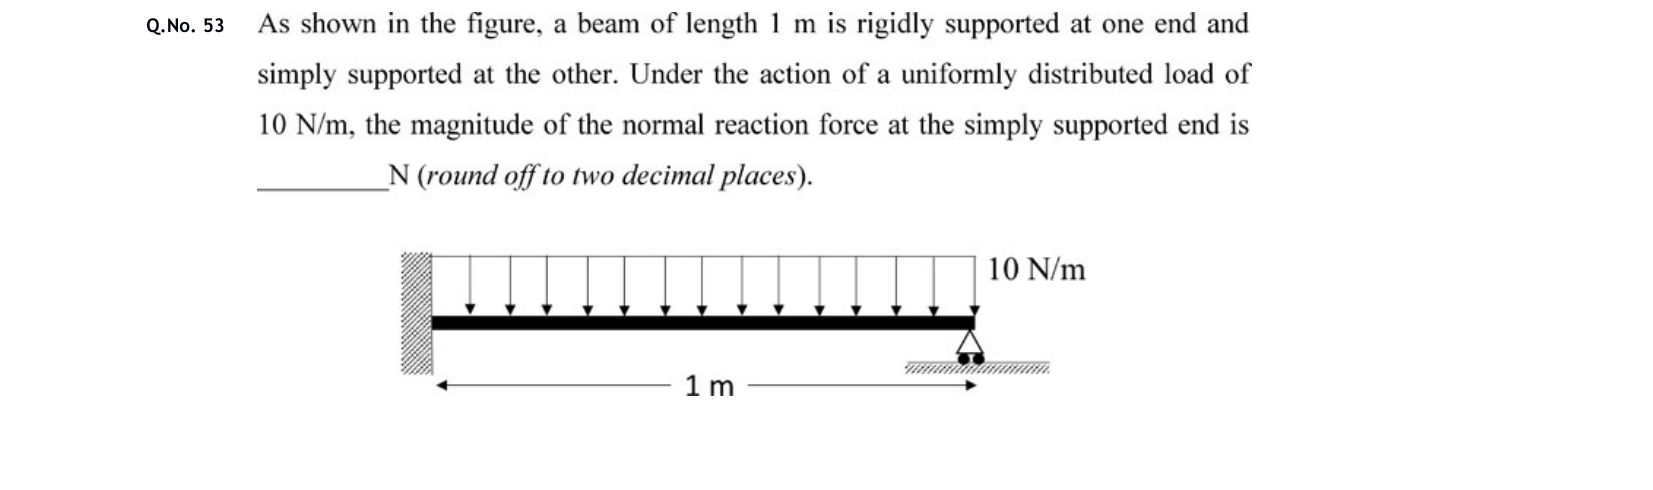 Q.No. 53 As shown in the figure, a beam of length 1 m is rigidly supported at one end and
simply supported at the other. Under the action of a uniformly distributed load of
10 N/m, the magnitude of the normal reaction force at the simply supported end is
_________N (round off to two decimal places).
10 N/m
1 m